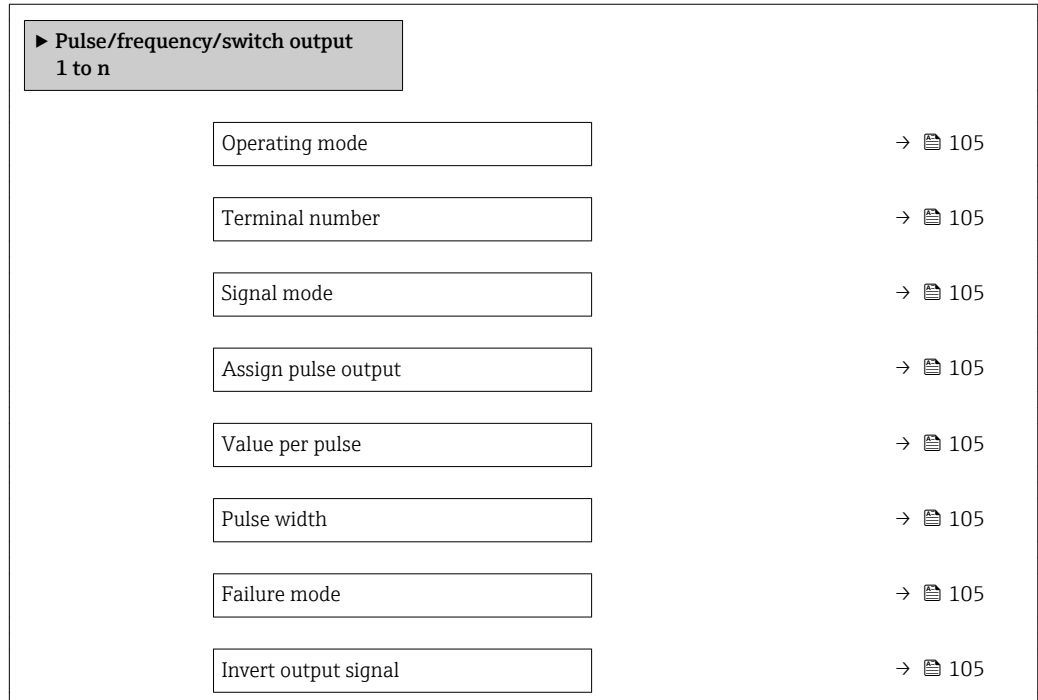 ▶ Pulse/frequency/switch output
1 to n
Operating mode → 105
Terminal number → 105
Signal mode → 105
Assign pulse output → 105
Value per pulse → 105
Pulse width → 105
Failure mode → 105
Invert output signal → 105